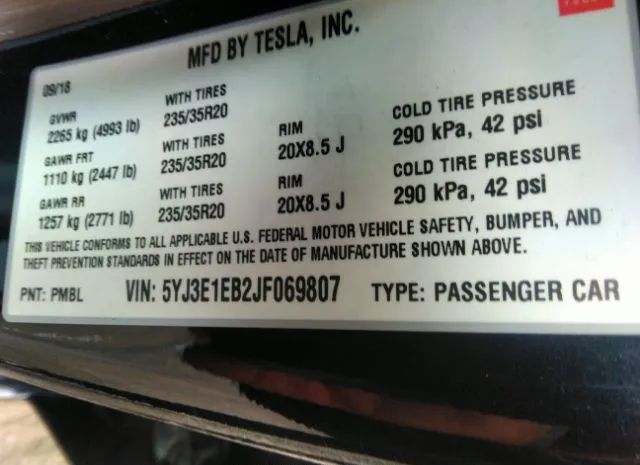 MFD BY TESLA, INC.
09/18
GVWR WITH TIRES
2265 kg (4993 lb) 235/35R20 RIM COLD TIRE PRESSURE
GAWR FRT WITH TIRES 20X8.5 J 290 kPa, 42 psi
1110 kg (2447 lb) 235/35R20 RIM COLD TIRE PRESSURE
GAWR RR WITH TIRES 20X8.5 J 290 kPa, 42 psi
1257 kg (2771 lb) 235/35R20
THIS VEHICLE CONFORMS TO ALL APPLICABLE U.S. FEDERAL MOTOR VEHICLE SAFETY, BUMPER, AND
THEFT PREVENTION STANDARDS IN EFFECT ON THE DATE OF MANUFACTURE SHOWN ABOVE.
PNT: PMBL VIN: 5YJ3E1EB2JF069807 TYPE: PASSENGER CAR